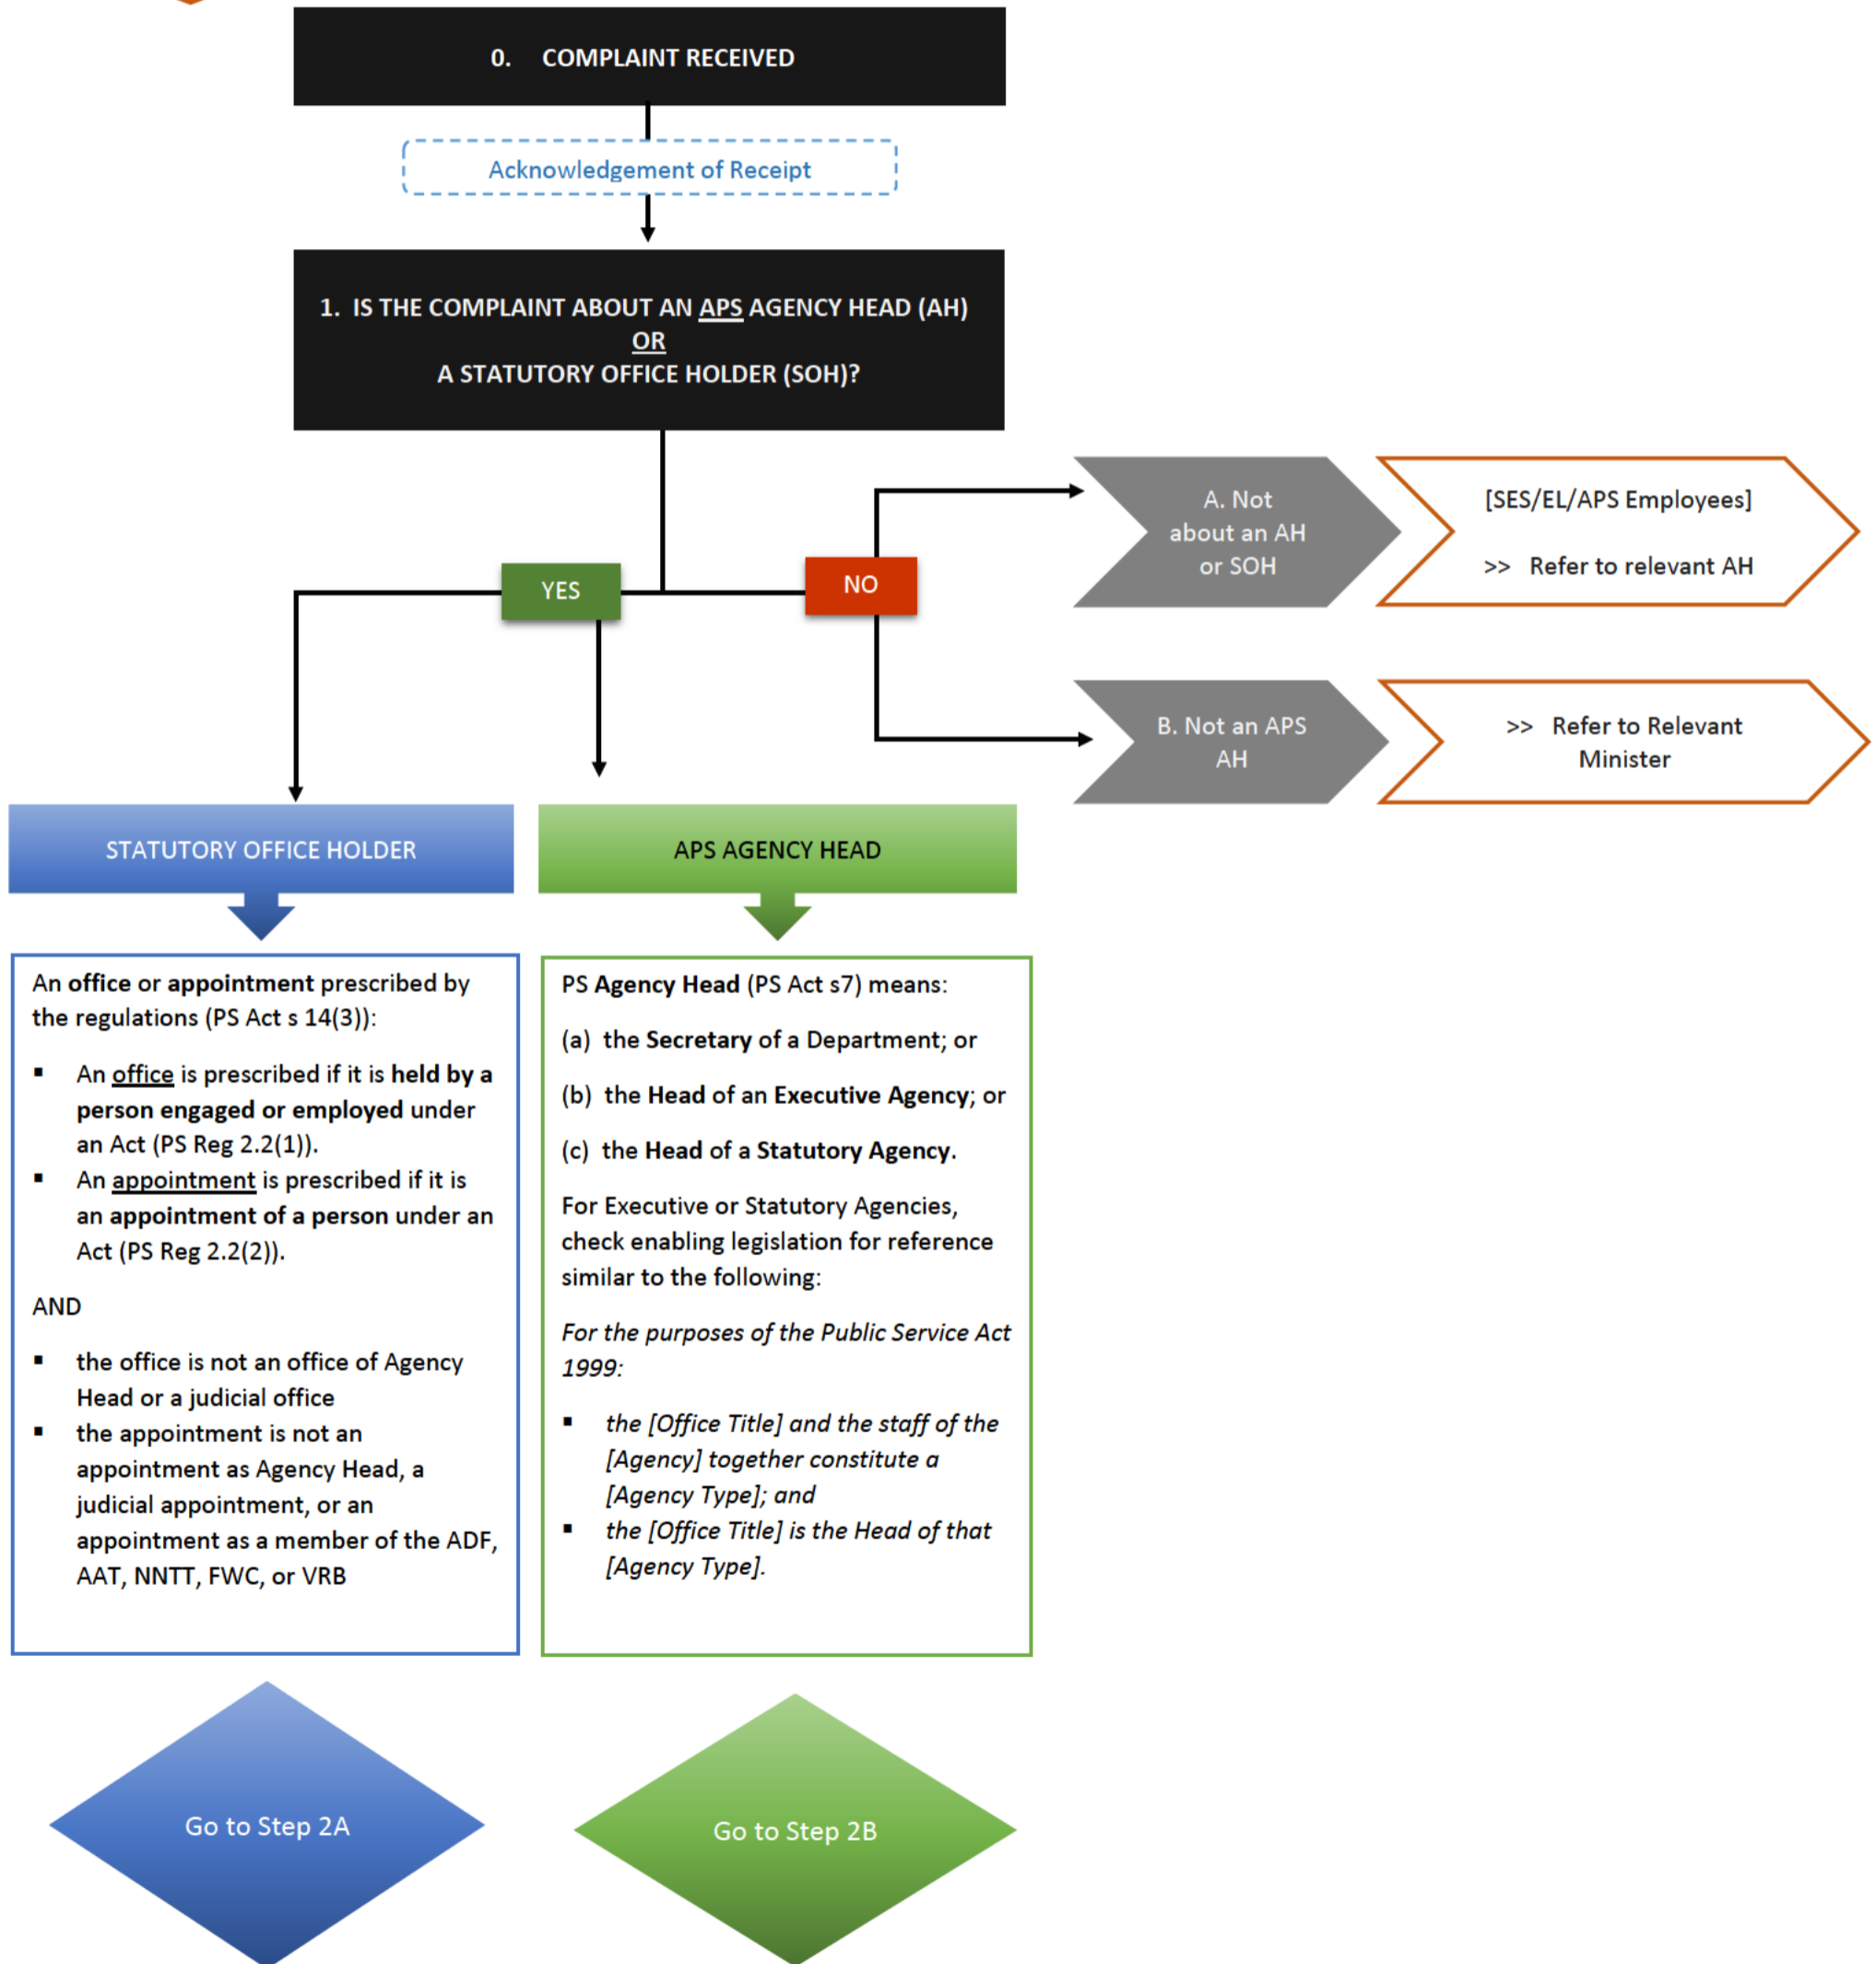 0. COMPLAINT RECEIVED
Acknowledgement of Receipt
1. IS THE COMPLAINT ABOUT AN APS AGENCY HEAD (AH)
OR
A STATUTORY OFFICE HOLDER (SOH)?
YES
NO
A. Not
about an AH
or SOH
[SES/EL/APS Employees]
>> Refer to relevant AH
B. Not an APS
AH
>> Refer to Relevant
Minister
STATUTORY OFFICE HOLDER
An office or appointment prescribed by
the regulations (PS Act s 14(3)):
▪ An office is prescribed if it is held by a
person engaged or employed under
an Act (PS Reg 2.2(1)).
▪ An appointment is prescribed if it is
an appointment of a person under an
Act (PS Reg 2.2(2)).
AND
▪ the office is not an office of Agency
Head or a judicial office
▪ the appointment is not an
appointment as Agency Head, a
judicial appointment, or an
appointment as a member of the ADF,
AAT, NNTT, FWC, or VRB
Go to Step 2A
APS AGENCY HEAD
PS Agency Head (PS Act s7) means:
(a) the Secretary of a Department; or
(b) the Head of an Executive Agency; or
(c) the Head of a Statutory Agency.
For Executive or Statutory Agencies,
check enabling legislation for reference
similar to the following:
For the purposes of the Public Service Act
1999:
▪ the [Office Title] and the staff of the
[Agency] together constitute a
[Agency Type]; and
▪ the [Office Title] is the Head of that
[Agency Type].
Go to Step 2B